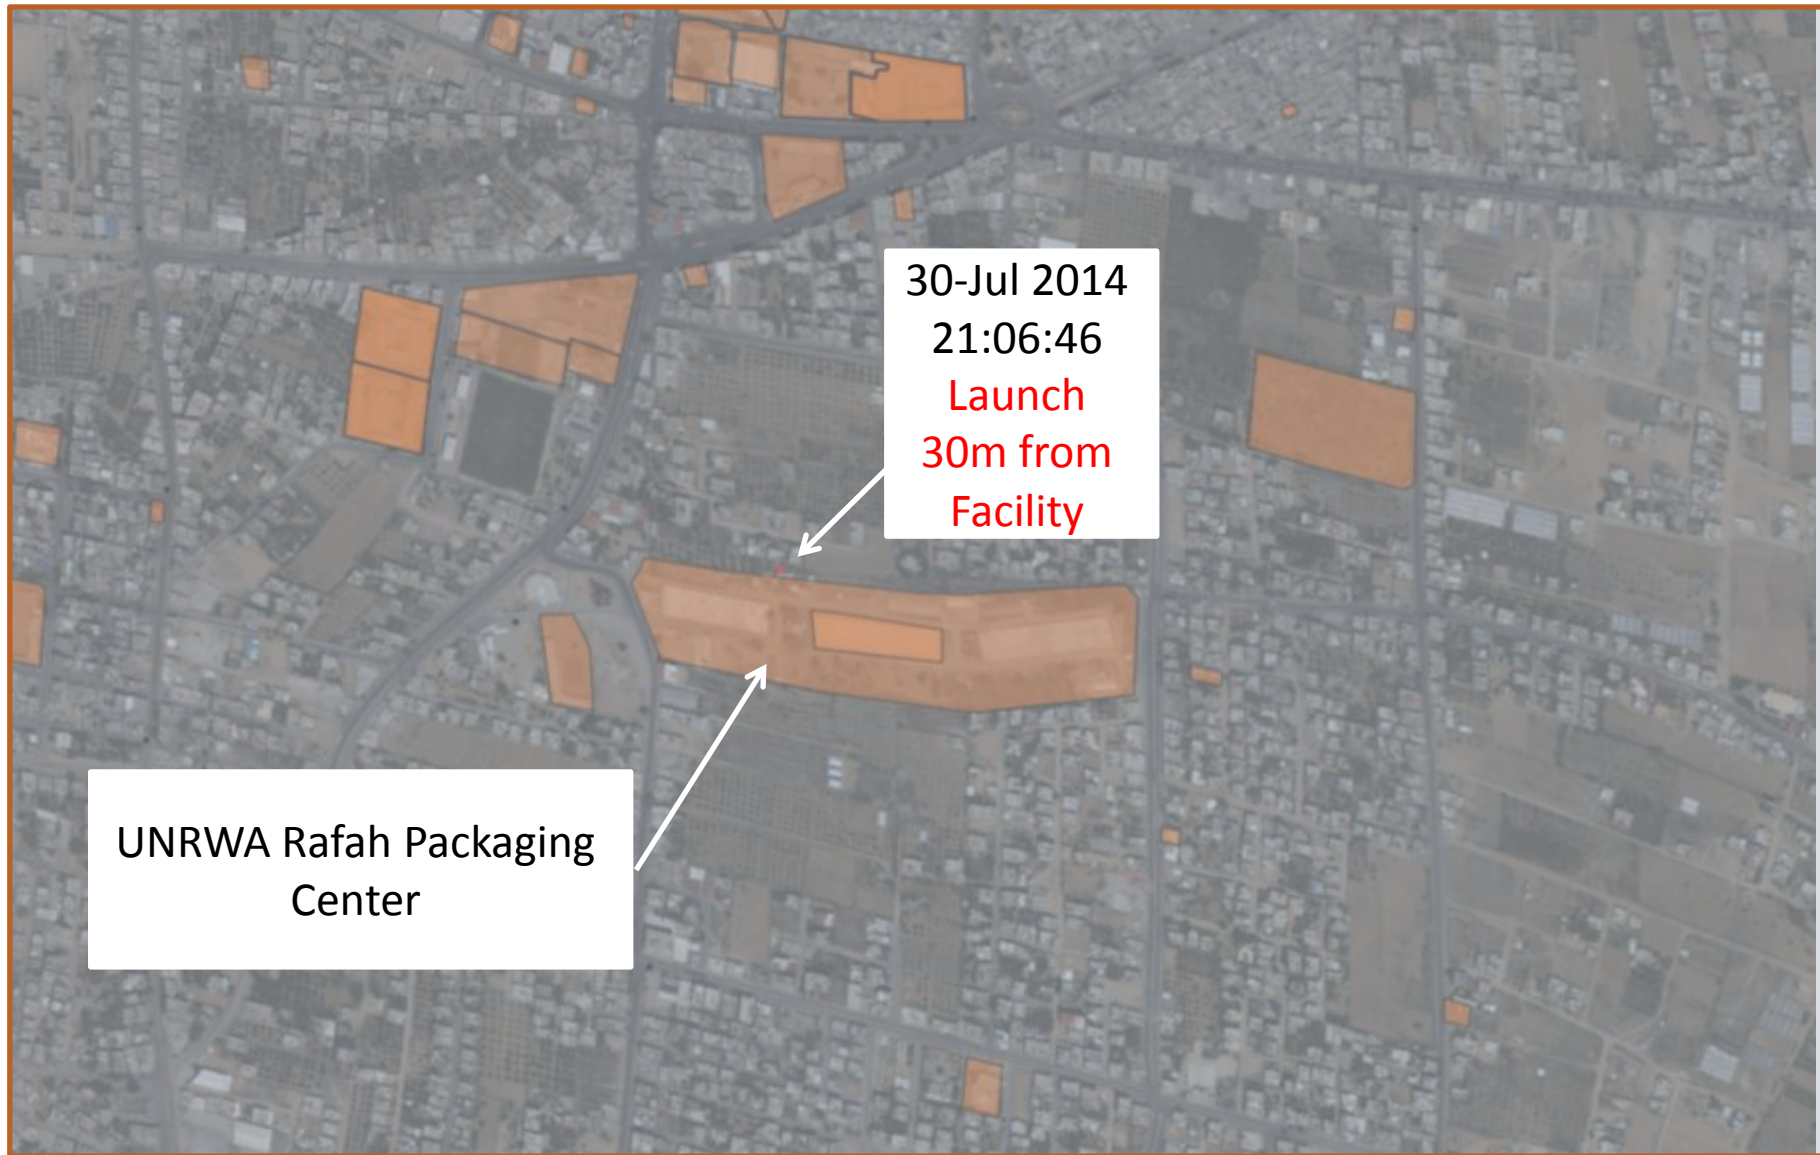 30-Jul 2014
21:06:46
Launch
30m from
Facility
UNRWA Rafah Packaging
Center